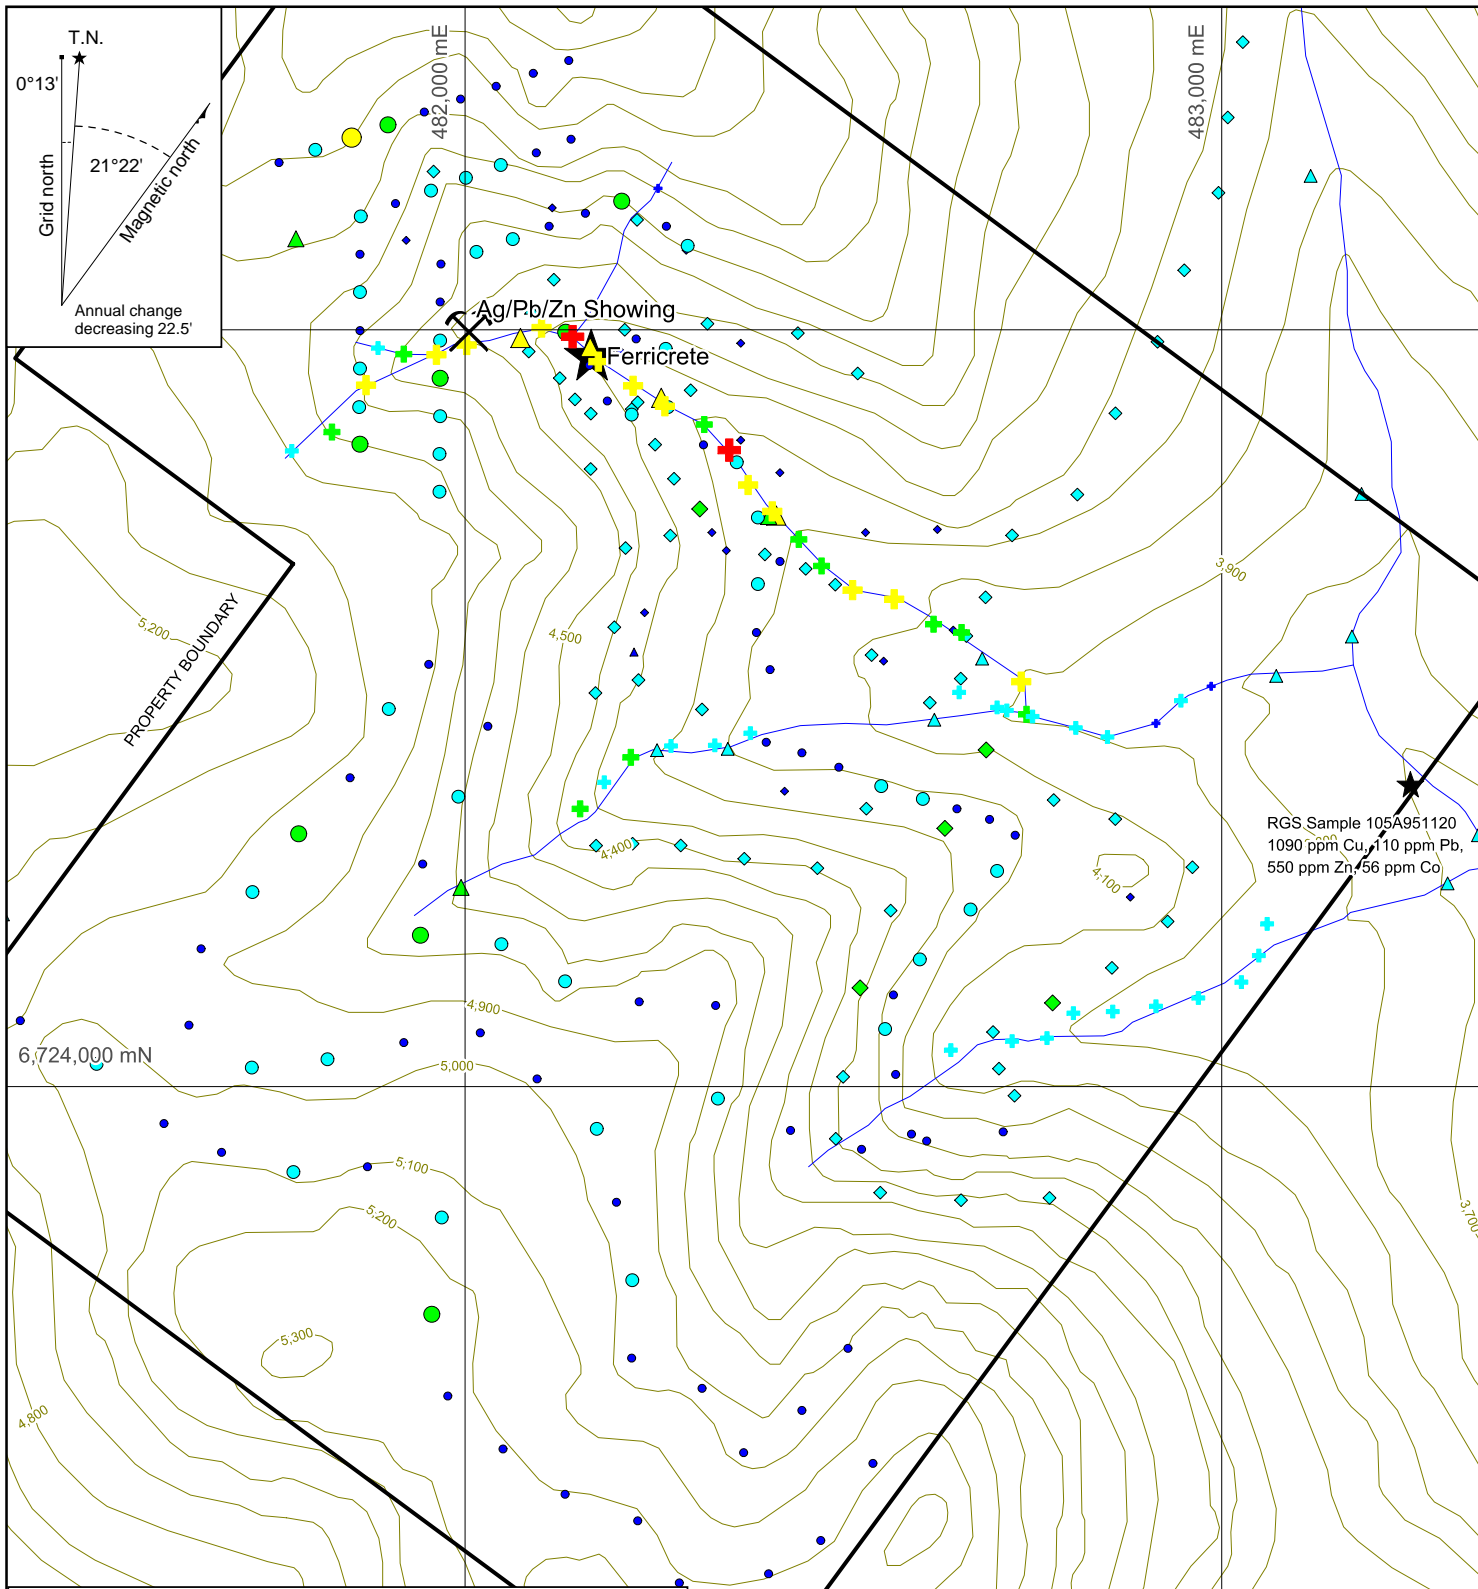 T.N.
0°13'
21°22'
Grid north
Magnetic north
Annual change
decreasing 22.5'
482,000 mE
483,000 mE
Ag/Pb/Zn Showing
Ferricrete
3,900
5,200
4,500
PROPERTY BOUNDARY
RGS Sample 105A951120
1090 ppm Cu, 110 ppm Pb,
550 ppm Zn, 56 ppm Co
4,400
4,100
4,900
6,724,000 mN
5,000
5,100
5,200
3,700
5,300
4,800